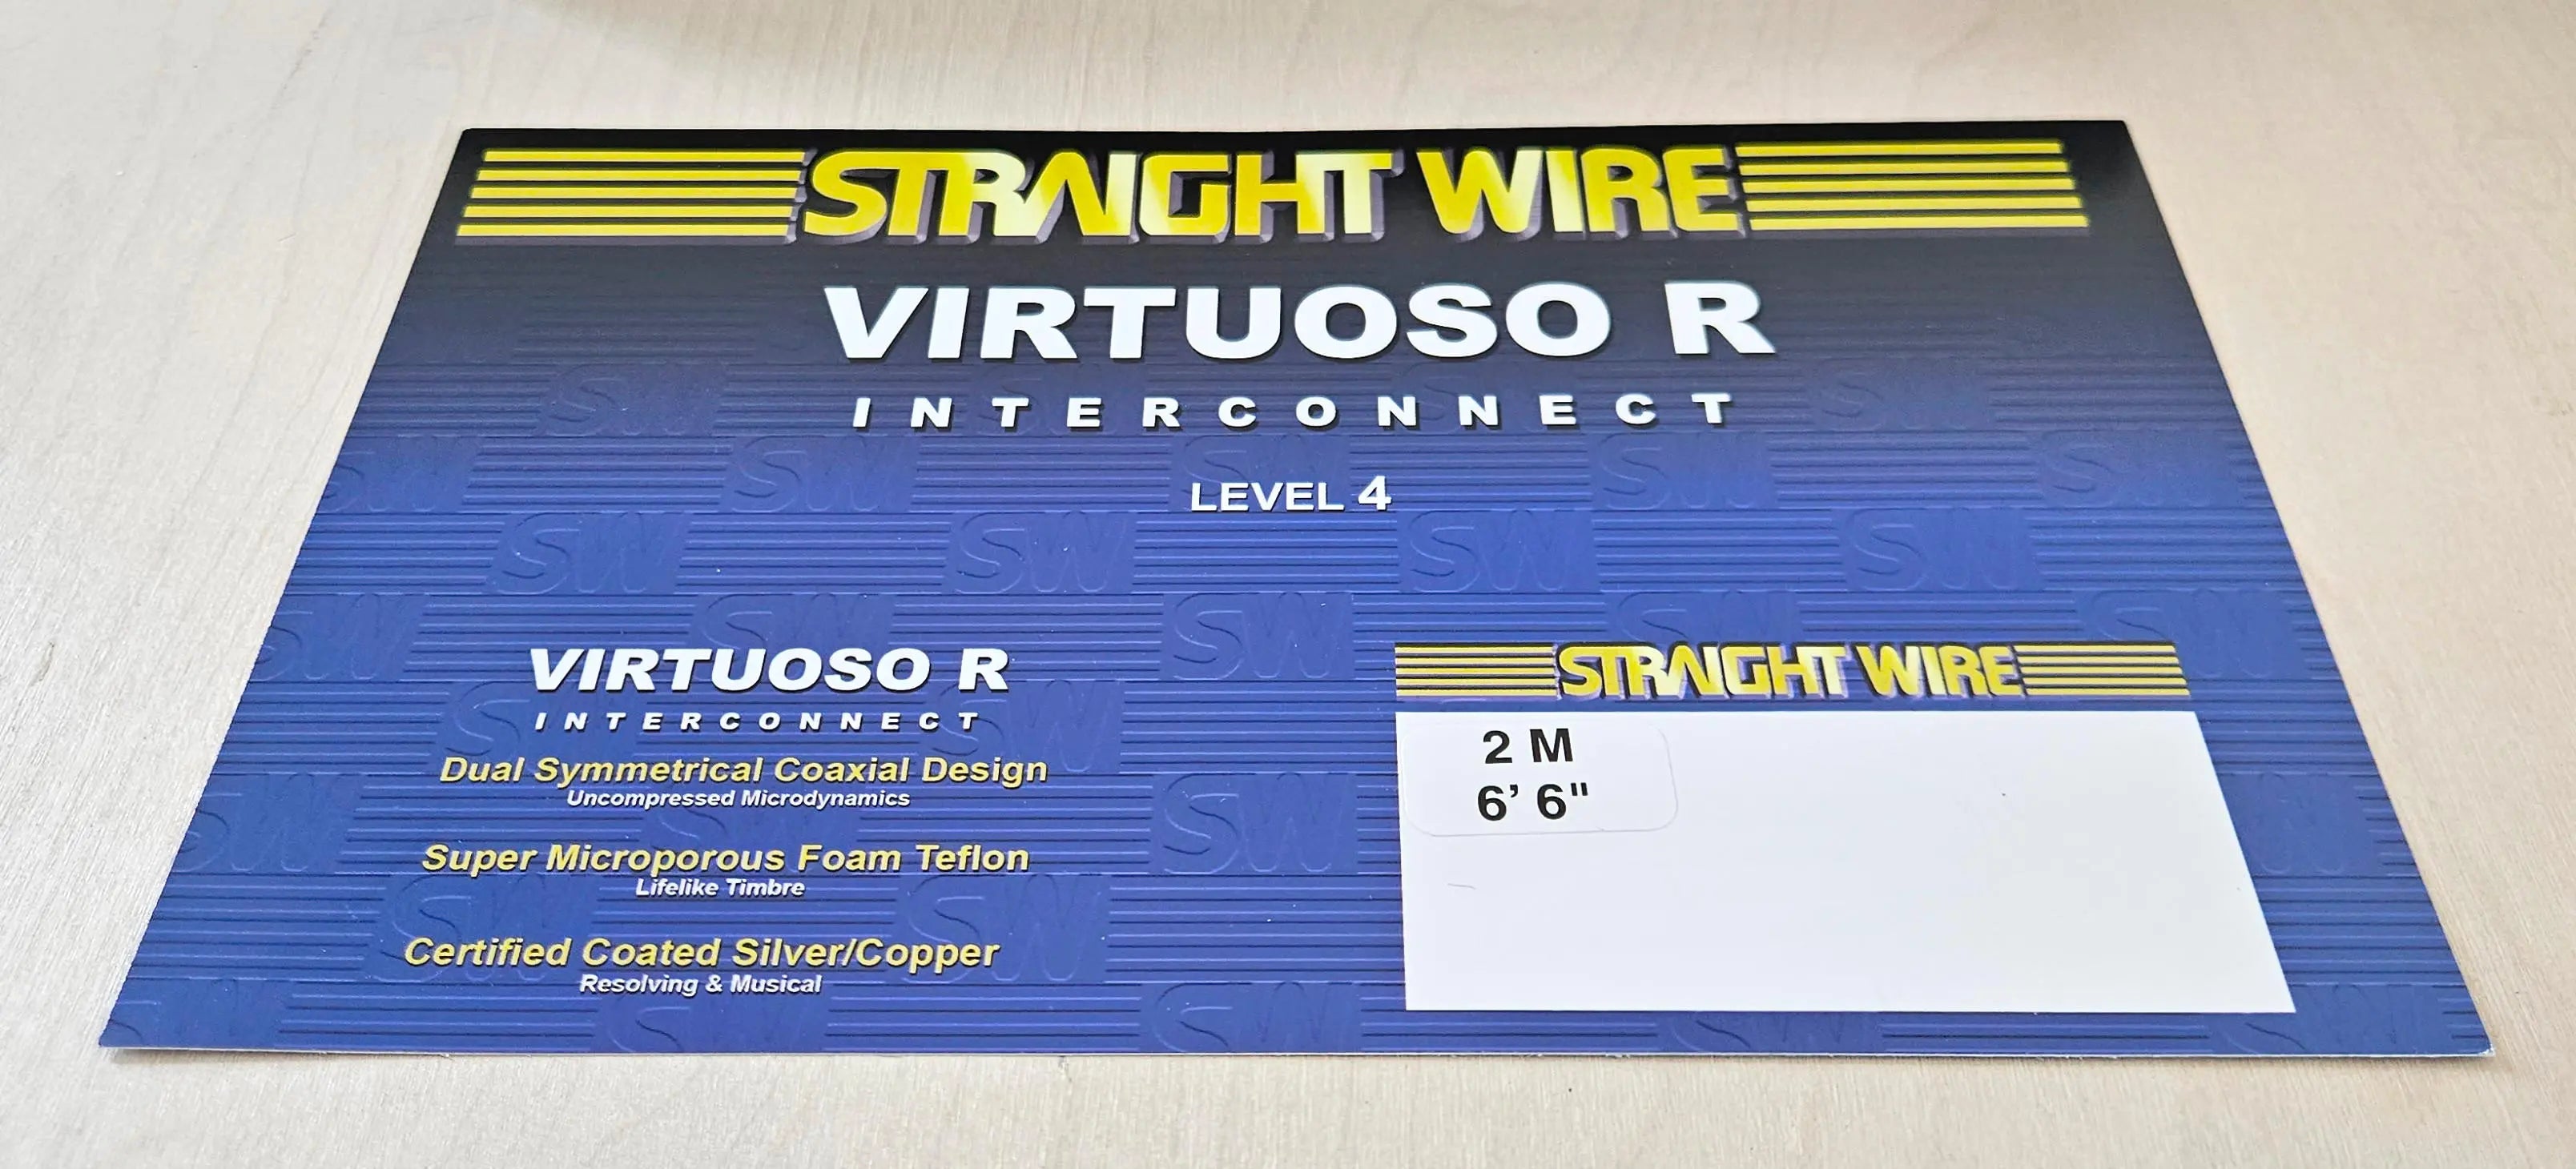 STRAIGHT WIRE
VIRTUOSO R
INTERCONNECT
LEVEL 4
VIRTUOSO R
INTERCONNECT
Dual Symmetrical Coaxial Design
Uncompressed Microdynamics
Super Microporous Foam Teflon
Lifelike Timbre
Certified Coated Silver/Copper
Resolving & Musical
STRAIGHT WIRE
2 M
6’ 6"